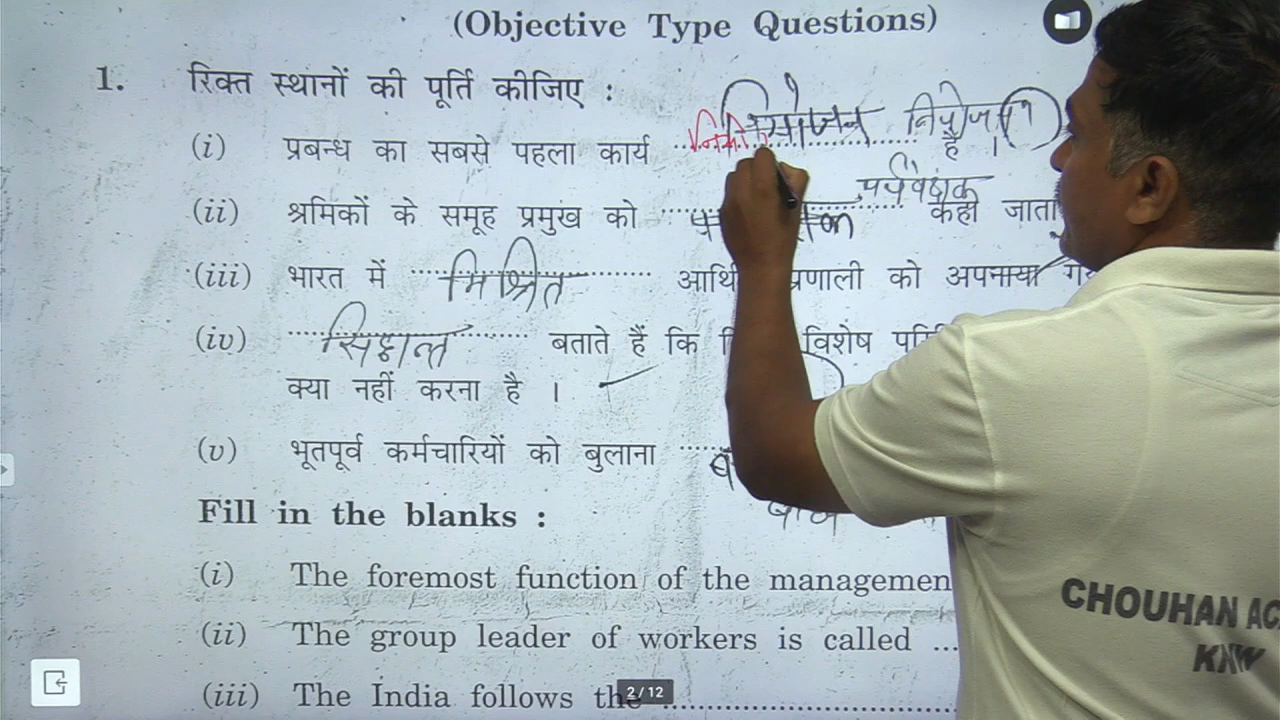 (Objective Type Questions)
1. रिक्त स्थानों की पूर्ति कीजिए :
नियोजन
(i) प्रबन्ध का सबसे पहला कार्य .................... है ।
पर्यवेक्षक
(ii) श्रमिकों के समूह प्रमुख को .................... कहा जाता
(iii) भारत में मिश्रित प्रणाली को अपनाया
(iv) सिद्धान्त बताते हैं कि विशेष
क्या नहीं करना है ।
(v) भूतपूर्व कर्मचारियों को बुलाना
Fill in the blanks :
(i) The foremost function of the managemen
(ii) The group leader of workers is called ...
(iii) The India follows the ....................
2 / 12
CHOUHAN AC
KNW